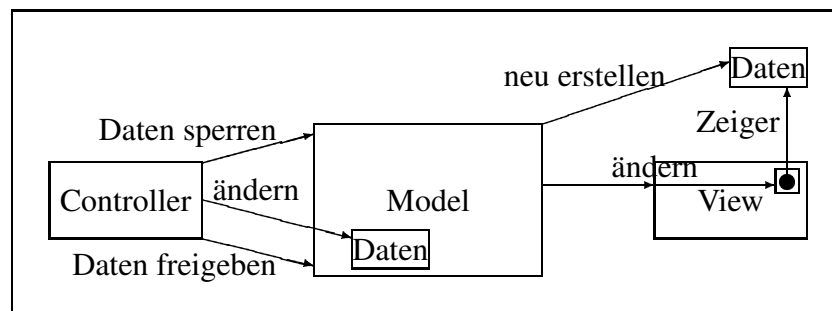 neu erstellen
Daten
Daten sperren
Zeiger
ändern
ändern
Controller
Model
View
Daten
Daten freigeben